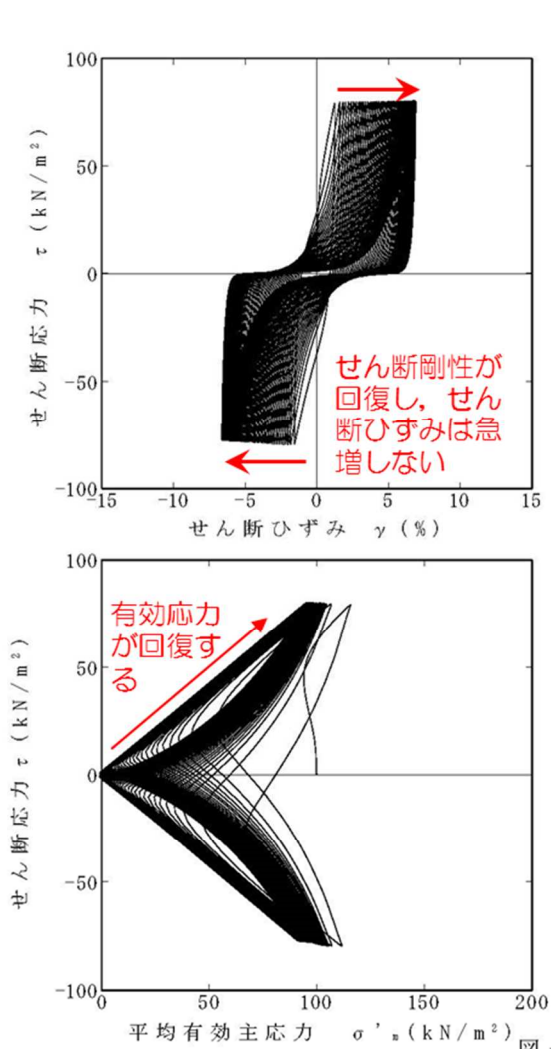 100
50
0
-50
-100
せん断応力 τ (kN/m²)
せん断剛性が
回復し，せん
断ひずみは急
増しない
-15 -10 -5 0 5 10 15
せん断ひずみ γ (%)
100
50
0
-50
-100
せん断応力 τ (kN/m²)
有効応力
が回復す
る
0 50 100 150 200
平均有効主応力 σ'm (kN/m²)
図